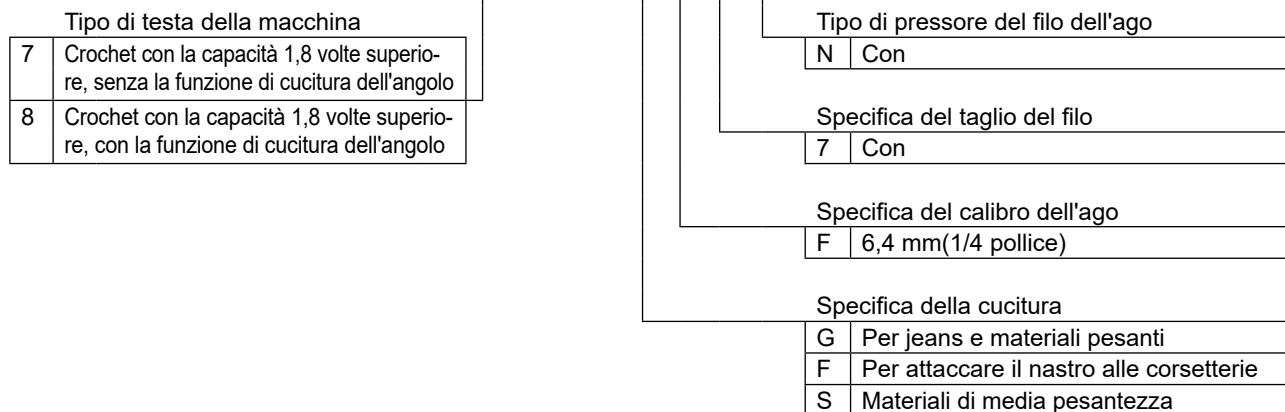 Tipo di testa della macchina
7 Crochet con la capacità 1,8 volte superio-
re, senza la funzione di cucitura dell'angolo
8 Crochet con la capacità 1,8 volte superio-
re, con la funzione di cucitura dell'angolo
Tipo di pressore del filo dell'ago
N Con
Specifica del taglio del filo
7 Con
Specifica del calibro dell'ago
F 6,4 mm(1/4 pollice)
Specifica della cucitura
G Per jeans e materiali pesanti
F Per attaccare il nastro alle corsetterie
S Materiali di media pesantezza